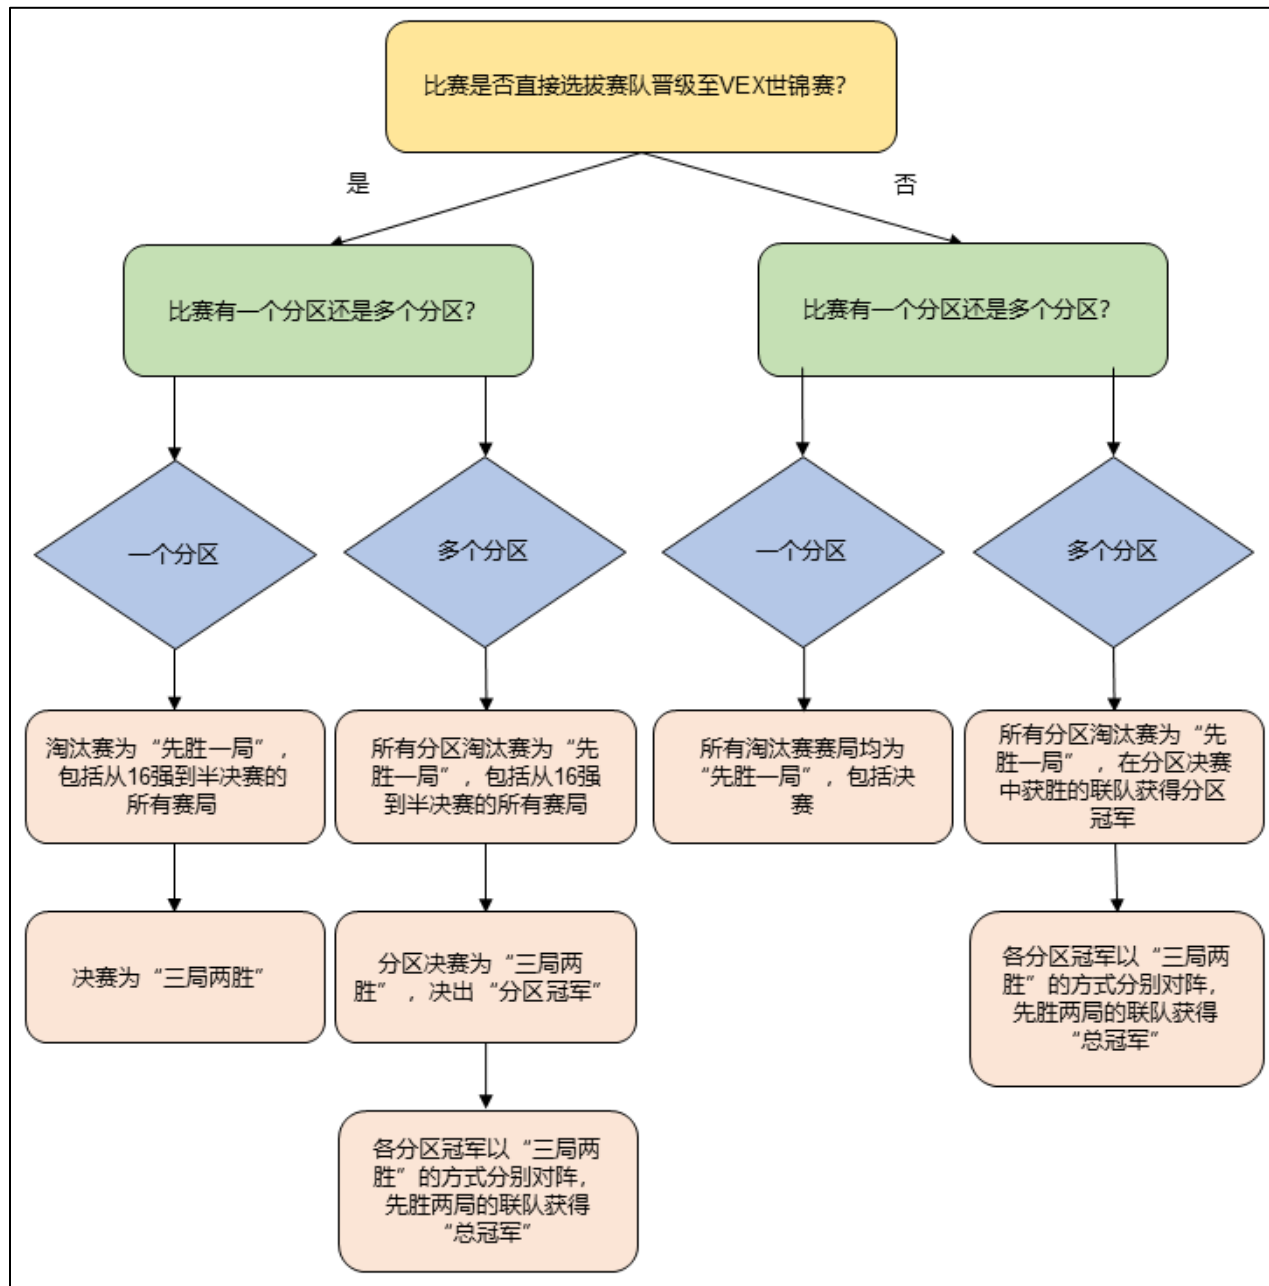 比赛是否直接选拔赛队晋级至VEX世锦赛?
是
否
比赛有一个分区还是多个分区?
比赛有一个分区还是多个分区?
一个分区
多个分区
一个分区
多个分区
淘汰赛为“先胜一局”,
包括从16强到半决赛的
所有赛局
所有分区淘汰赛为“先
胜一局”, 包括从16强
到半决赛的所有赛局
所有淘汰赛赛局均为
“先胜一局”, 包括决
赛
所有分区淘汰赛为“先
胜一局”, 在分区决赛
中获胜的联队获得分区
冠军
决赛为“三局两胜”
分区决赛为“三局两
胜”, 决出“分区冠军”
各分区冠军以“三局两
胜”的方式分别对阵,
先胜两局的联队获得
“总冠军”
各分区冠军以“三局两
胜”的方式分别对阵,
先胜两局的联队获得
“总冠军”